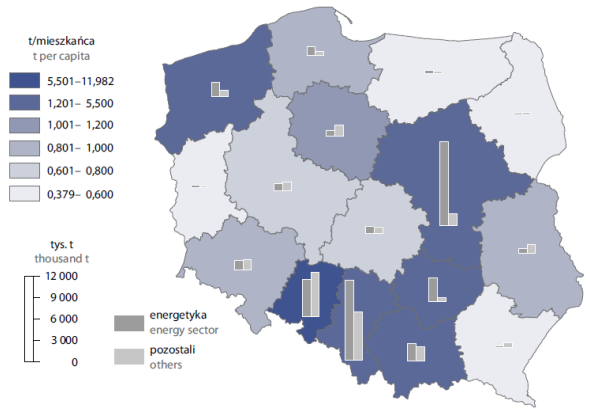 t/mieszkańca
t per capita
5,501–11,982
1,201– 5,500
1,001– 1,200
0,801– 1,000
0,601– 0,800
0,379– 0,600
tys. t
thousand t
12 000
9 000
6 000
3 000
0
energetyka
energy sector
pozostali
others